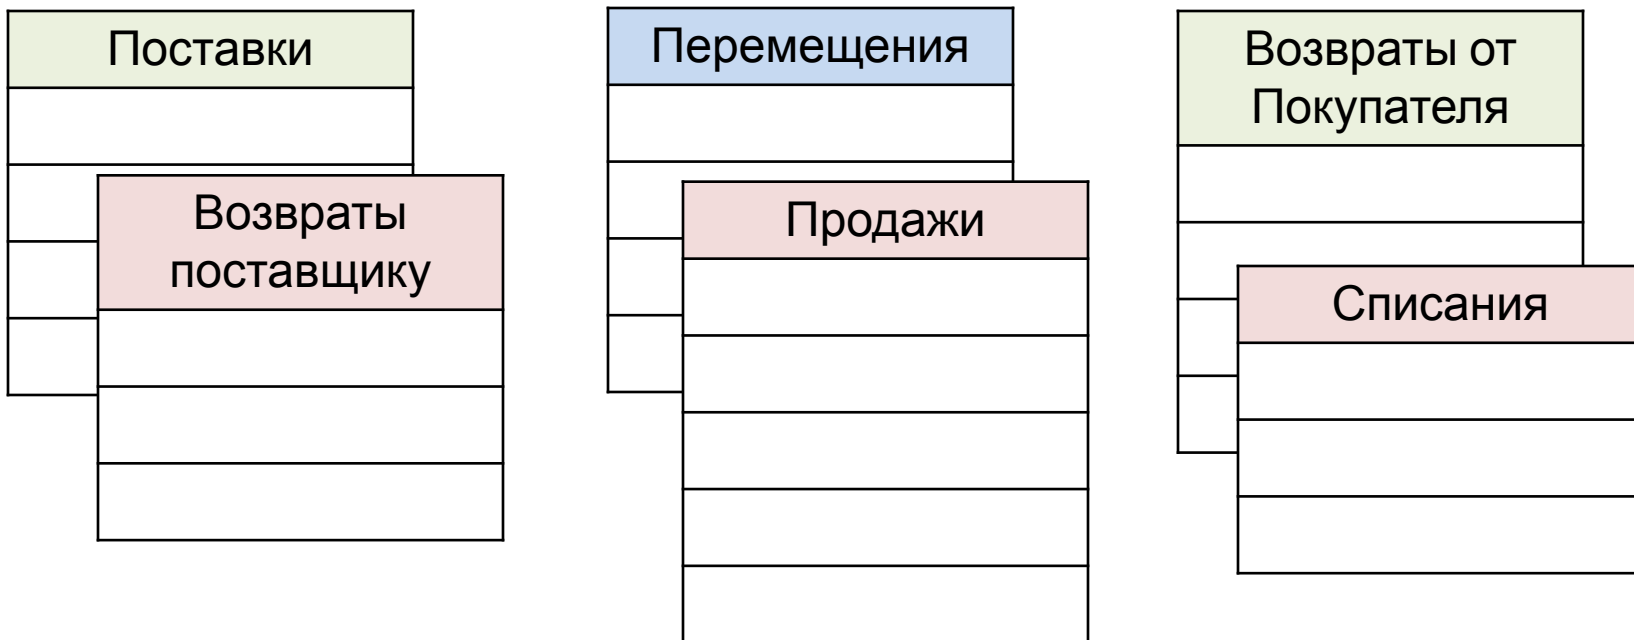 Поставки
Возвраты
поставщику
Перемещения
Продажи
Возвраты от
Покупателя
Списания